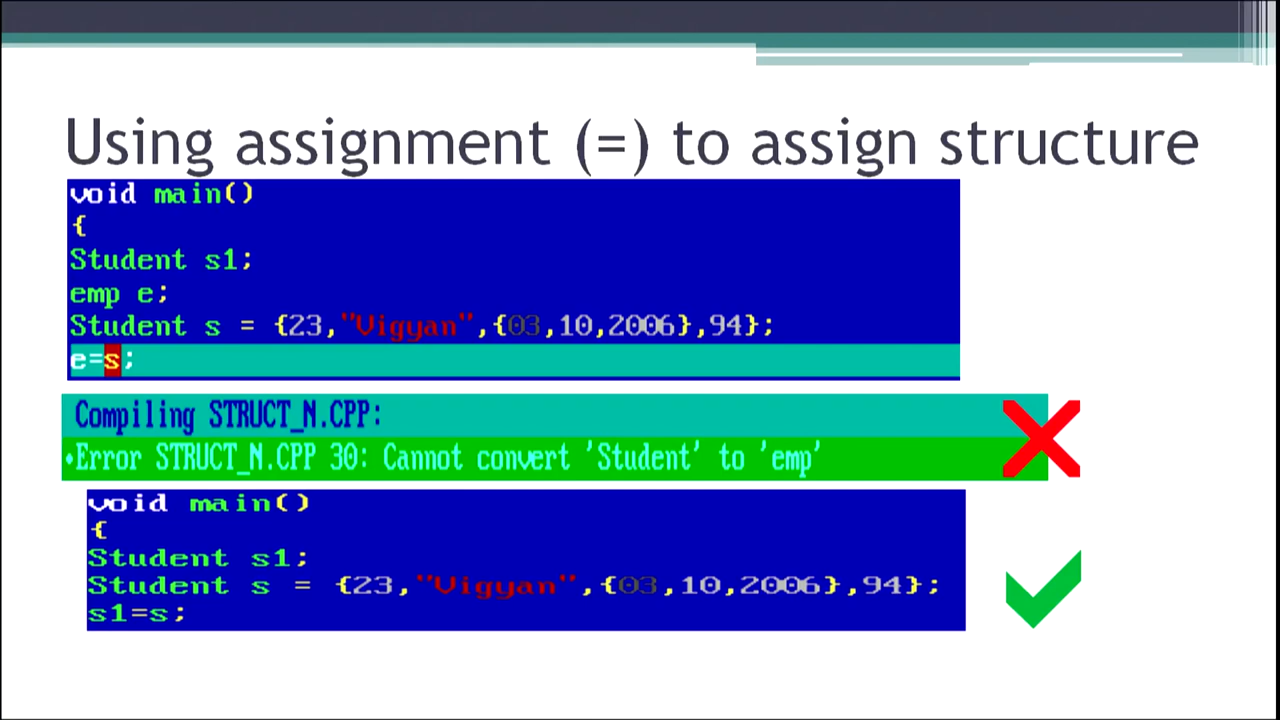 Using assignment (=) to assign structure
void main()
{
Student s1;
emp e;
Student s = {23,"Vigyan",{03,10,2006},94};
e=s;
Compiling STRUCT_N.CPP:
•Error STRUCT_N.CPP 30: Cannot convert 'Student' to 'emp'
void main()
{
Student s1;
Student s = {23,"Vigyan",{03,10,2006},94};
s1=s;